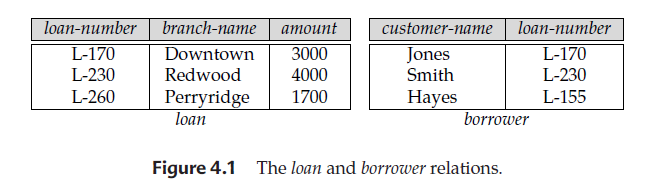 loan-number branch-name amount customer-name loan-number
L-170 Downtown 3000 Jones L-170
L-230 Redwood 4000 Smith L-230
L-260 Perryridge 1700 Hayes L-155
loan borrower
Figure 4.1 The loan and borrower relations.